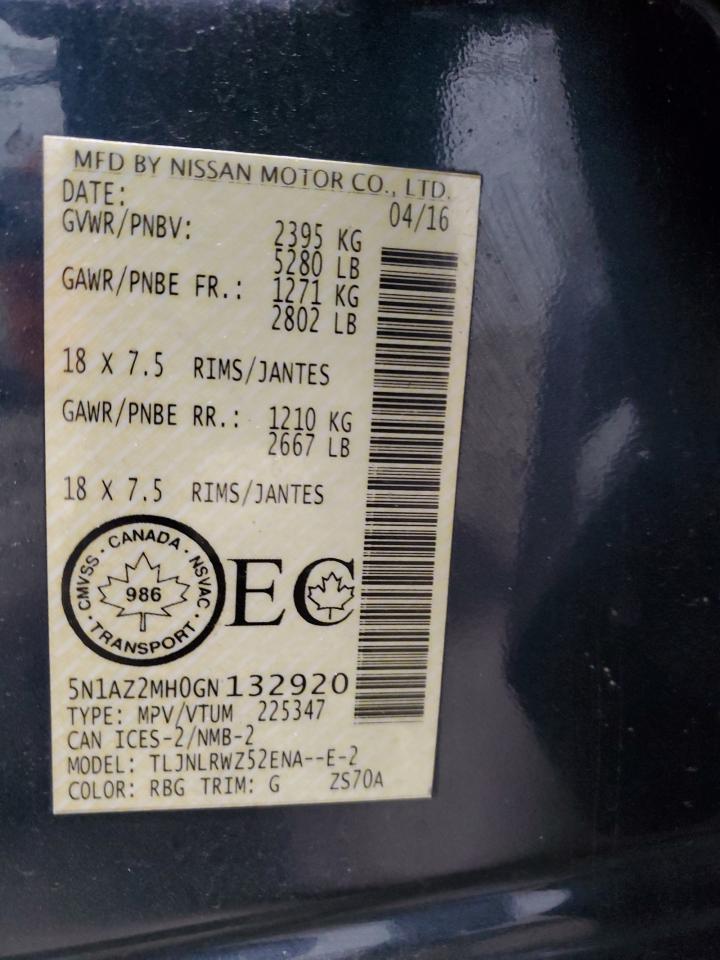 MFD BY NISSAN MOTOR CO., LTD.
DATE: 04/16
GVWR/PNBV: 2395 KG
5280 LB
GAWR/PNBE FR.: 1271 KG
2802 LB
18 X 7.5 RIMS/JANTES
GAWR/PNBE RR.: 1210 KG
2667 LB
18 X 7.5 RIMS/JANTES
CMVSS · CANADA · NSVAC · TRANSPORT ·
986
EC
5N1AZ2MH0GN132920
TYPE: MPV/VTUM 225347
CAN ICES-2/NMB-2
MODEL: TLJNLRWZ52ENA--E-2
COLOR: RBG TRIM: G ZS70A